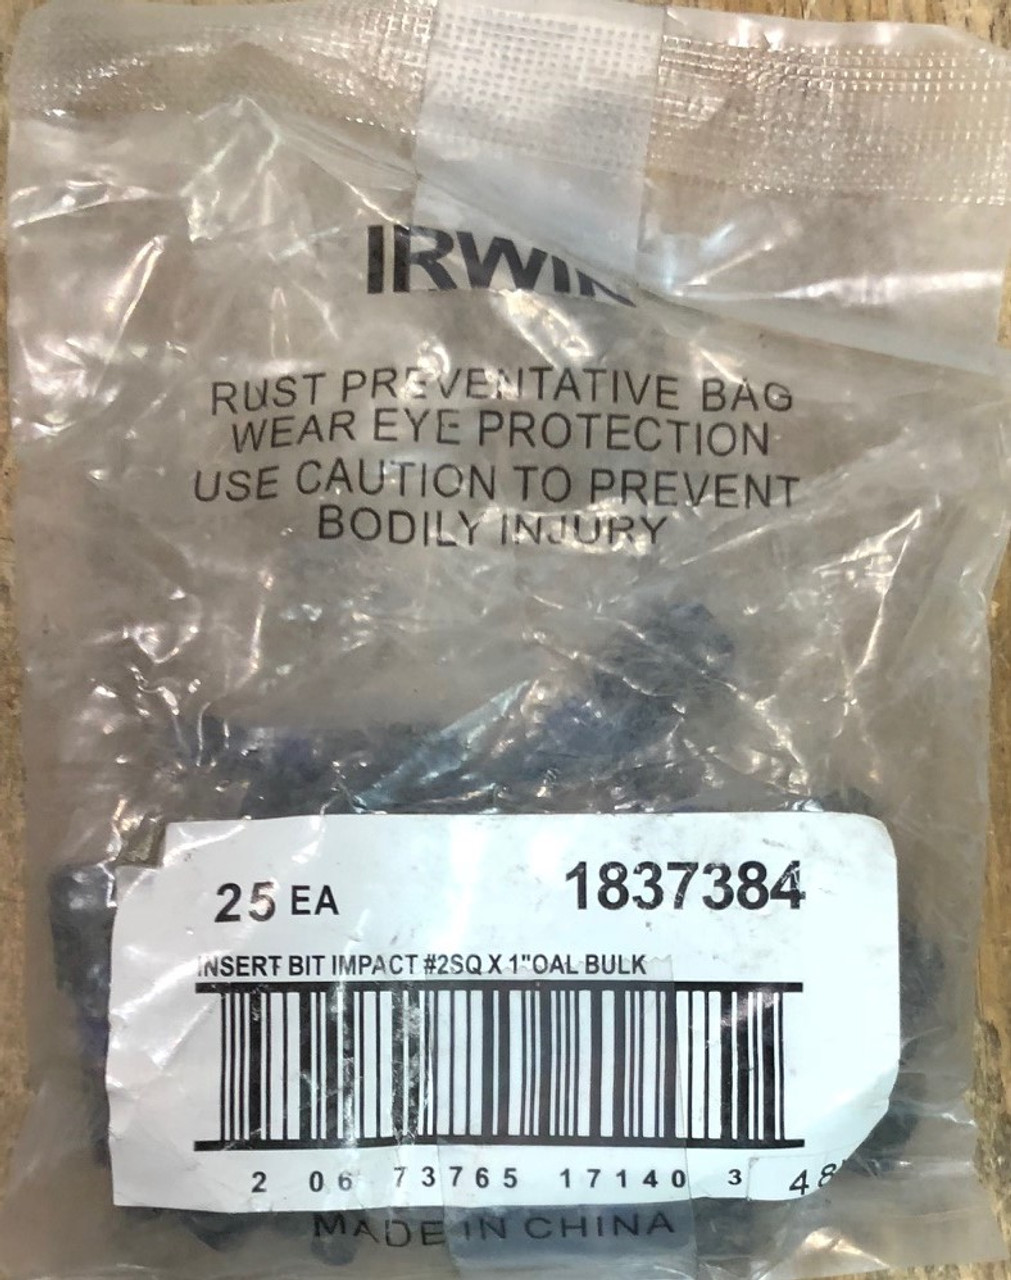 IRWIN
RUST PREVENTATIVE BAG
WEAR EYE PROTECTION
USE CAUTION TO PREVENT
BODILY INJURY
25 EA 1837384
INSERT BIT IMPACT #2SQ X 1"OAL BULK
2 06 73765 17140 3
MADE IN CHINA